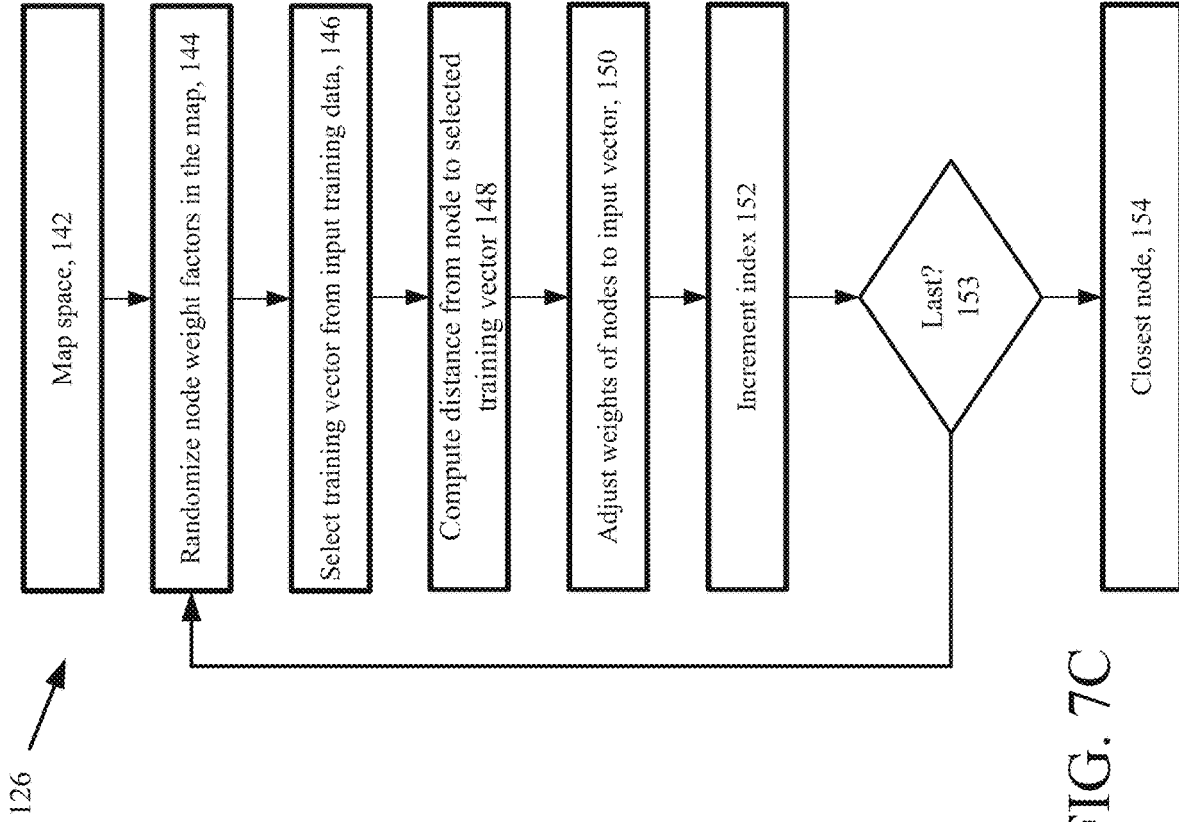 126
Map space, 142
Randomize node weight factors in the map, 144
Select training vector from input training data, 146
Compute distance from node to selected
training vector 148
Adjust weights of nodes to input vector, 150
Increment index 152
Last?
153
Closest node, 154
FIG. 7C